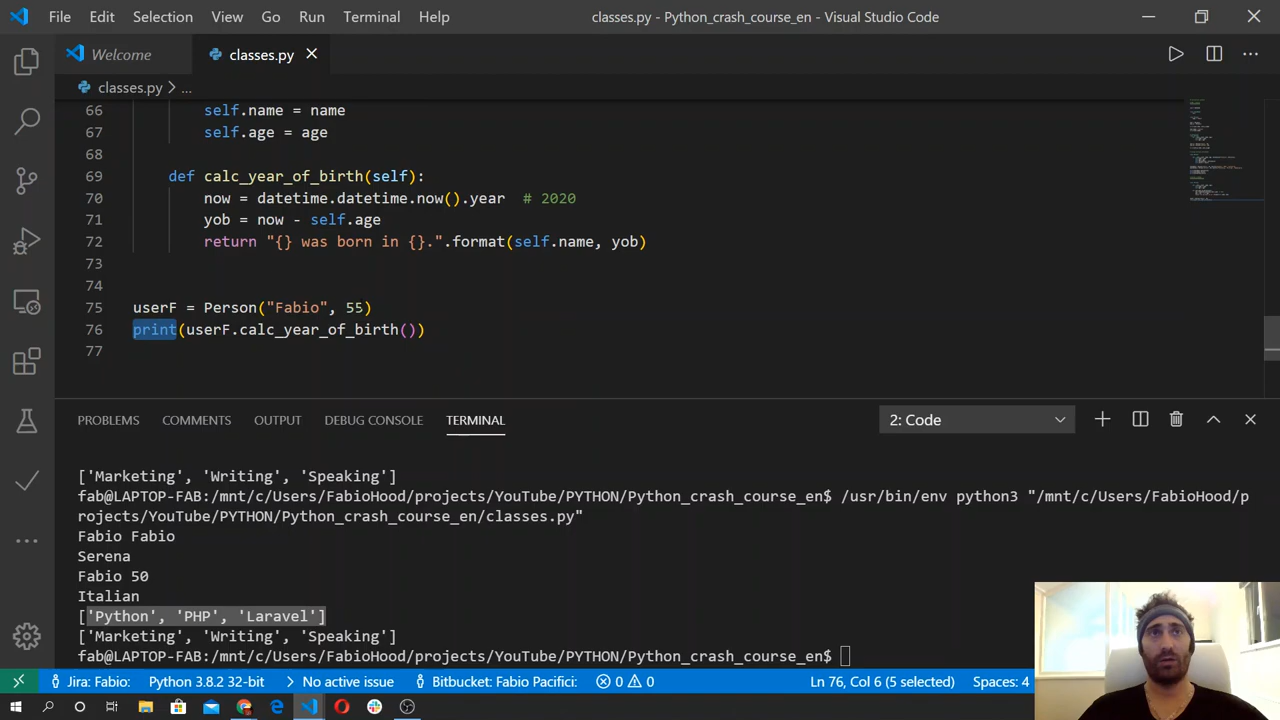 File Edit Selection View Go Run Terminal Help classes.py - Python_crash_course_en - Visual Studio Code
Welcome classes.py
classes.py > ...
66 self.name = name
67 self.age = age
68
69 def calc_year_of_birth(self):
70 now = datetime.datetime.now().year # 2020
71 yob = now - self.age
72 return "{} was born in {}.".format(self.name, yob)
73
74
75 userF = Person("Fabio", 55)
76 print(userF.calc_year_of_birth())
77
PROBLEMS COMMENTS OUTPUT DEBUG CONSOLE TERMINAL 2: Code
['Marketing', 'Writing', 'Speaking']
fab@LAPTOP-FAB:/mnt/c/Users/FabioHood/projects/YouTube/PYTHON/Python_crash_course_en$ /usr/bin/env python3 "/mnt/c/Users/FabioHood/p
rojects/YouTube/PYTHON/Python_crash_course_en/classes.py"
Fabio Fabio
Serena
Fabio 50
Italian
['Python', 'PHP', 'Laravel']
['Marketing', 'Writing', 'Speaking']
fab@LAPTOP-FAB:/mnt/c/Users/FabioHood/projects/YouTube/PYTHON/Python_crash_course_en$
Jira: Fabio: Python 3.8.2 32-bit No active issue Bitbucket: Fabio Pacifici: 0 0 Ln 76, Col 6 (5 selected) Spaces: 4